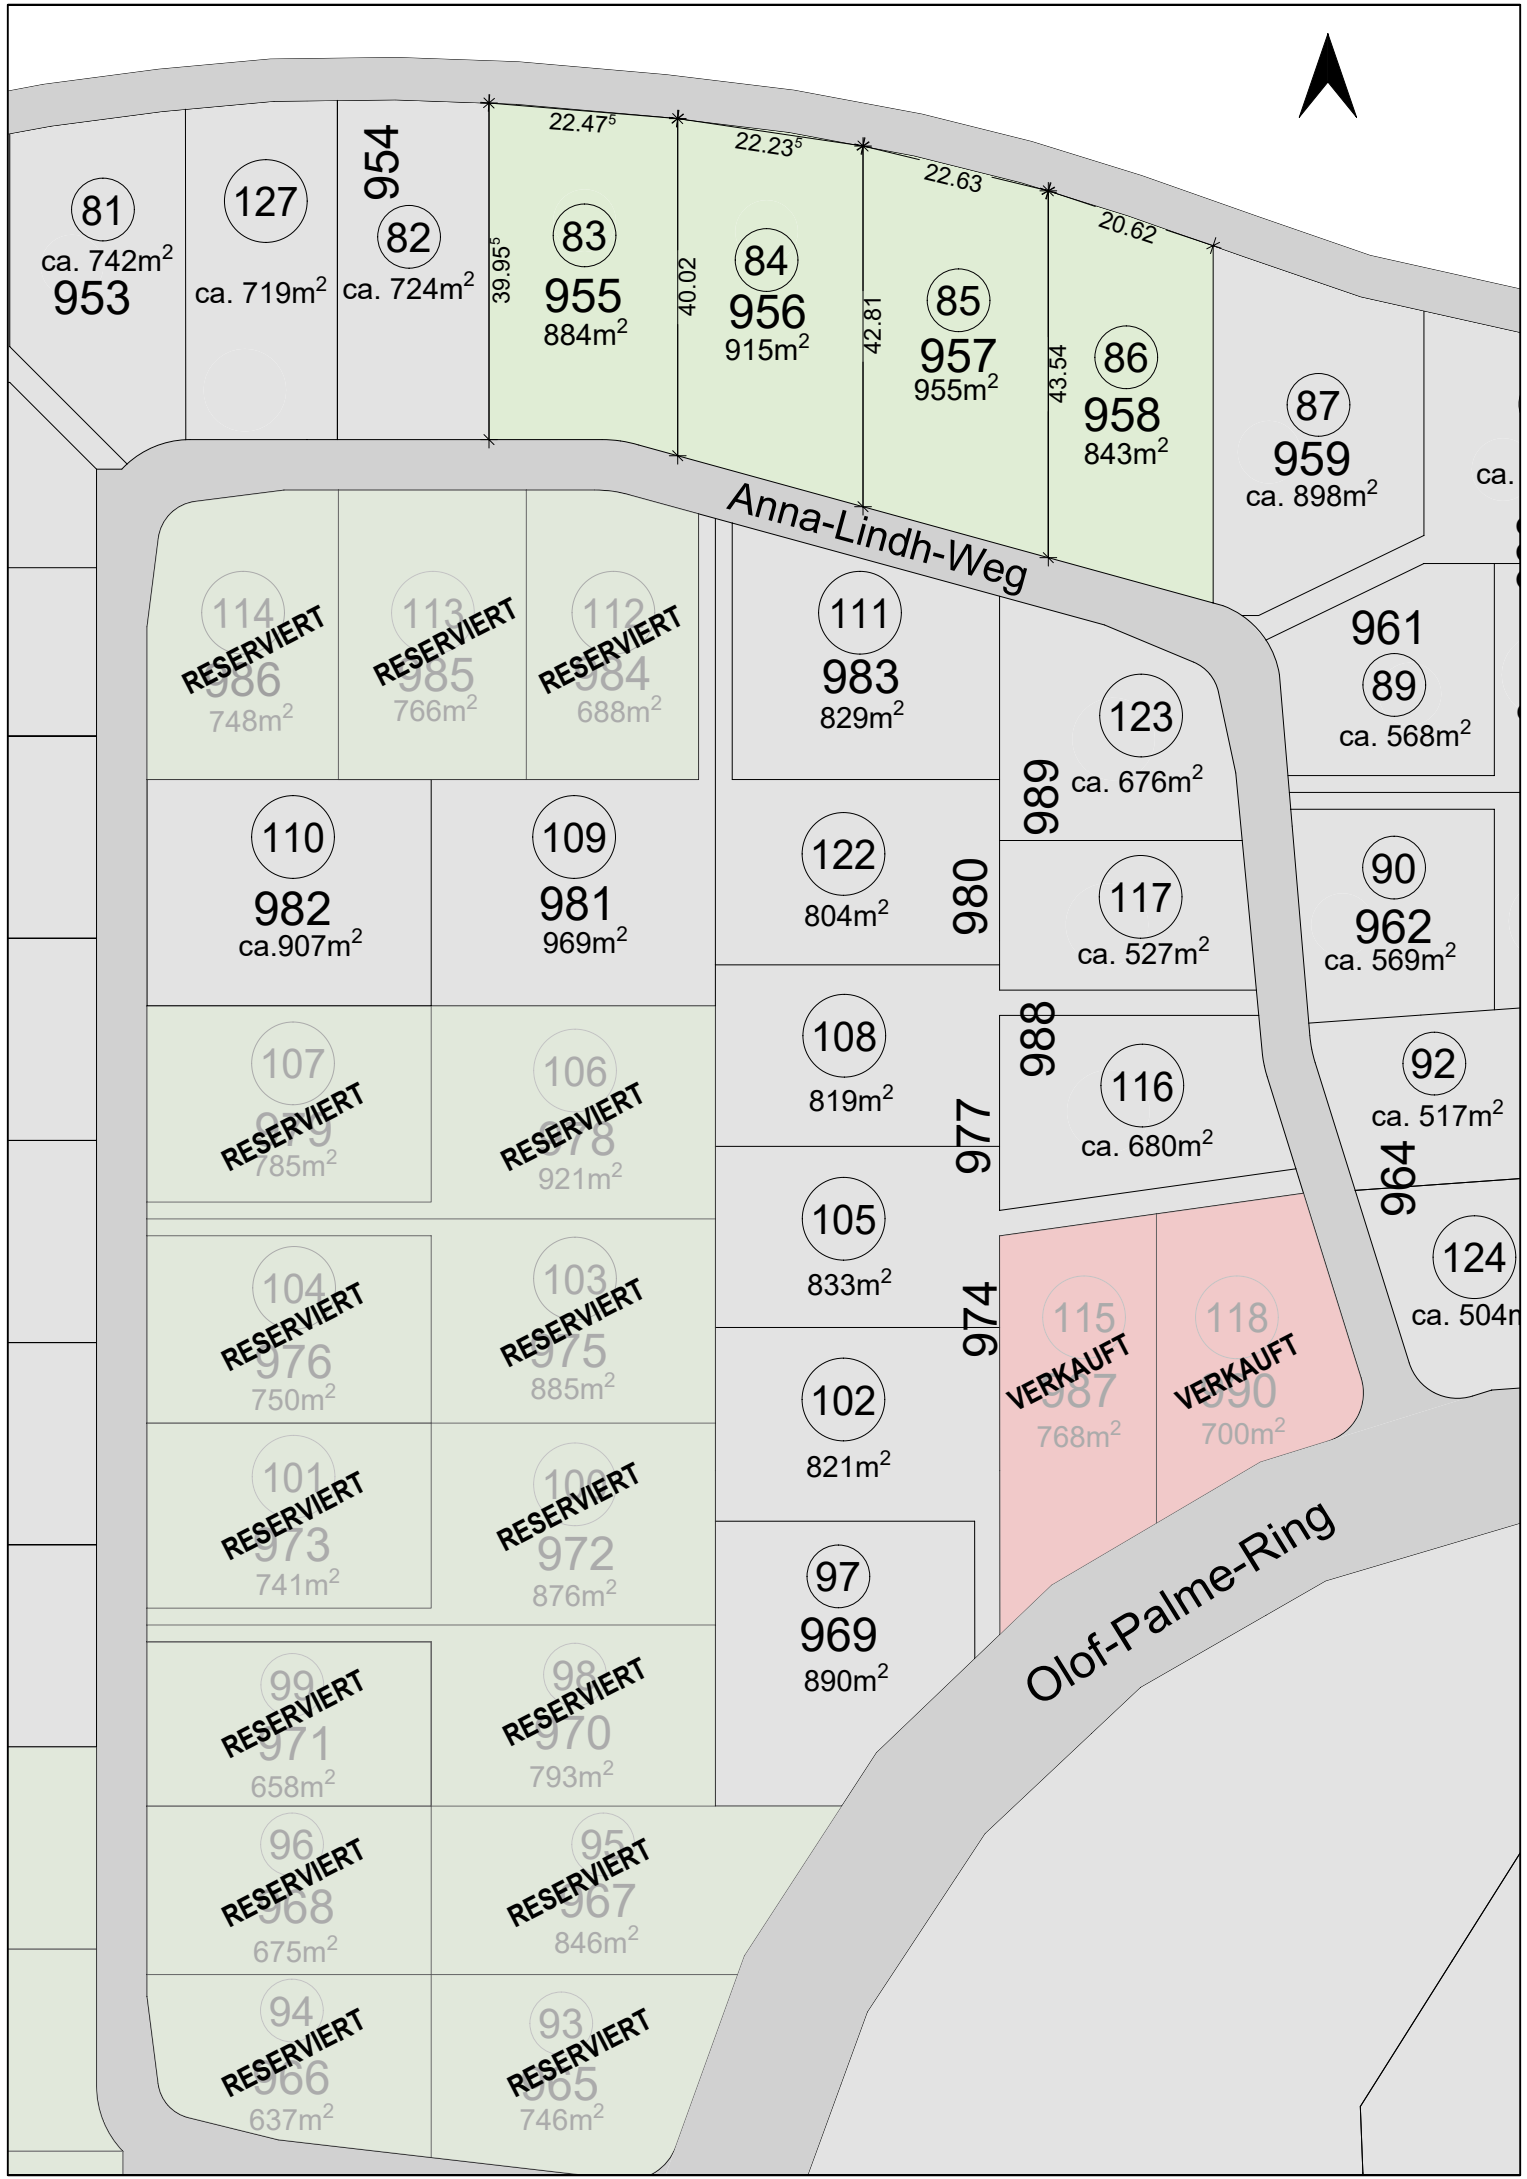 22.47⁵
22.23⁵
22.63
20.62
39.95⁵
40.02
42.81
43.54
81
ca. 742m²
953
127
ca. 719m²
954
82
ca. 724m²
83
955
884m²
84
956
915m²
85
957
955m²
86
958
843m²
87
959
ca. 898m²
ca.
Anna-Lindh-Weg
114
RESERVIERT
986
748m²
113
RESERVIERT
985
766m²
112
RESERVIERT
984
688m²
111
983
829m²
123
ca. 676m²
989
961
89
ca. 568m²
110
982
ca.907m²
109
981
969m²
122
804m²
980
117
ca. 527m²
988
90
962
ca. 569m²
107
RESERVIERT
979
785m²
106
RESERVIERT
978
921m²
108
819m²
977
116
ca. 680m²
92
ca. 517m²
964
104
RESERVIERT
976
750m²
103
RESERVIERT
975
885m²
105
833m²
974
115
VERKAUFT
987
768m²
118
VERKAUFT
990
700m²
124
ca. 504m
101
RESERVIERT
973
741m²
100
RESERVIERT
972
876m²
102
821m²
97
969
890m²
Olof-Palme-Ring
99
RESERVIERT
971
658m²
98
RESERVIERT
970
793m²
96
RESERVIERT
968
675m²
95
RESERVIERT
967
846m²
94
RESERVIERT
966
637m²
93
RESERVIERT
965
746m²